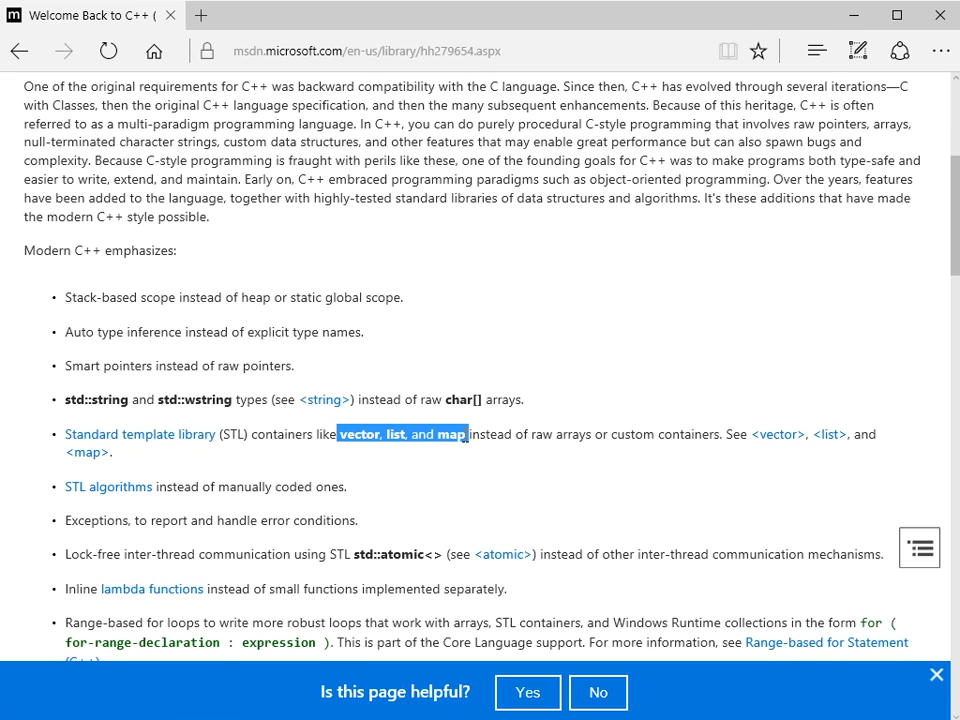 m Welcome Back to C++ (
msdn.microsoft.com/en-us/library/hh279654.aspx
One of the original requirements for C++ was backward compatibility with the C language. Since then, C++ has evolved through several iterations—C
with Classes, then the original C++ language specification, and then the many subsequent enhancements. Because of this heritage, C++ is often
referred to as a multi-paradigm programming language. In C++, you can do purely procedural C-style programming that involves raw pointers, arrays,
null-terminated character strings, custom data structures, and other features that may enable great performance but can also spawn bugs and
complexity. Because C-style programming is fraught with perils like these, one of the founding goals for C++ was to make programs both type-safe and
easier to write, extend, and maintain. Early on, C++ embraced programming paradigms such as object-oriented programming. Over the years, features
have been added to the language, together with highly-tested standard libraries of data structures and algorithms. It's these additions that have made
the modern C++ style possible.
Modern C++ emphasizes:
• Stack-based scope instead of heap or static global scope.
• Auto type inference instead of explicit type names.
• Smart pointers instead of raw pointers.
• std::string and std::wstring types (see <string>) instead of raw char[] arrays.
• Standard template library (STL) containers like vector, list, and map instead of raw arrays or custom containers. See <vector>, <list>, and
<map>.
• STL algorithms instead of manually coded ones.
• Exceptions, to report and handle error conditions.
• Lock-free inter-thread communication using STL std::atomic<> (see <atomic>) instead of other inter-thread communication mechanisms.
• Inline lambda functions instead of small functions implemented separately.
• Range-based for loops to write more robust loops that work with arrays, STL containers, and Windows Runtime collections in the form for (
for-range-declaration : expression ). This is part of the Core Language support. For more information, see Range-based for Statement
(C++)
Is this page helpful? Yes No